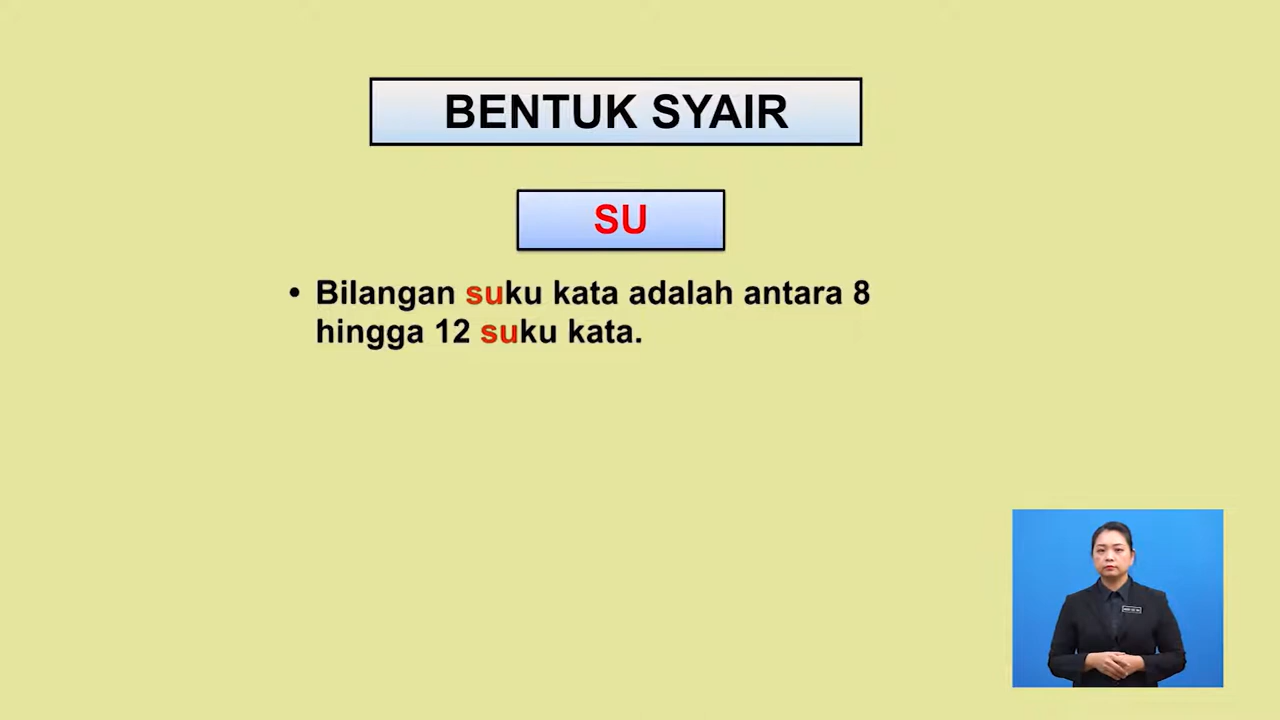 BENTUK SYAIR
SU
• Bilangan suku kata adalah antara 8
hingga 12 suku kata.